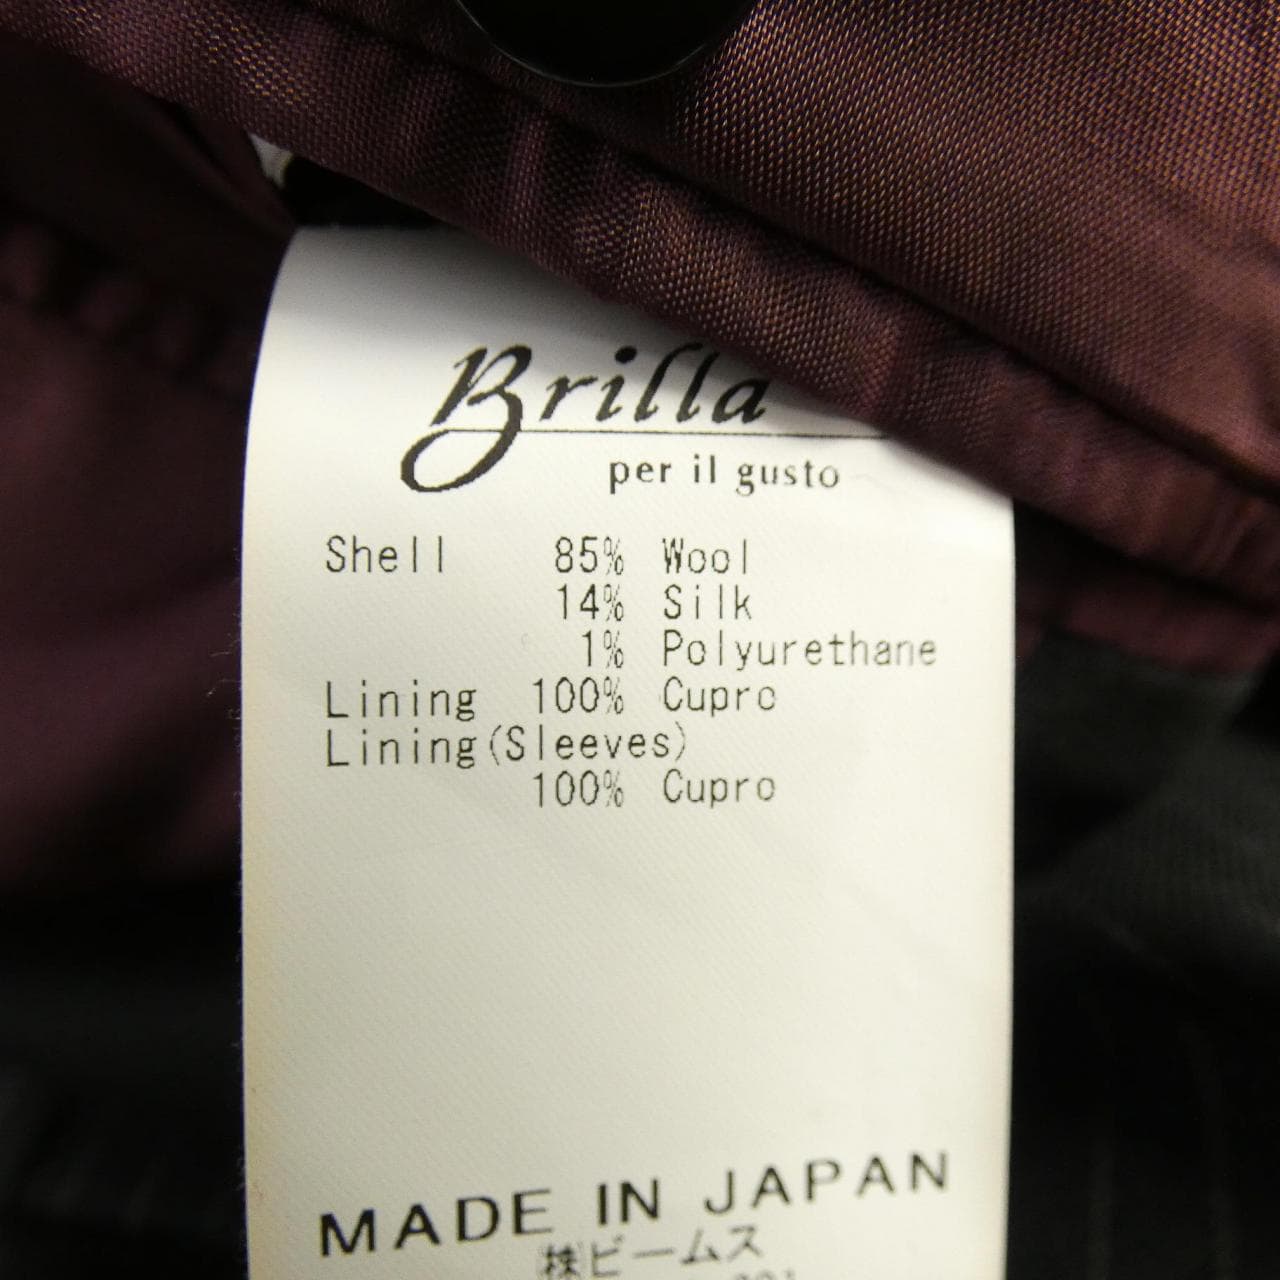 Brilla
per il gusto
Shell 85% Wool
14% Silk
1% Polyurethane
Lining 100% Cupro
Lining(Sleeves)
100% Cupro
MADE IN JAPAN
㈱ビームス